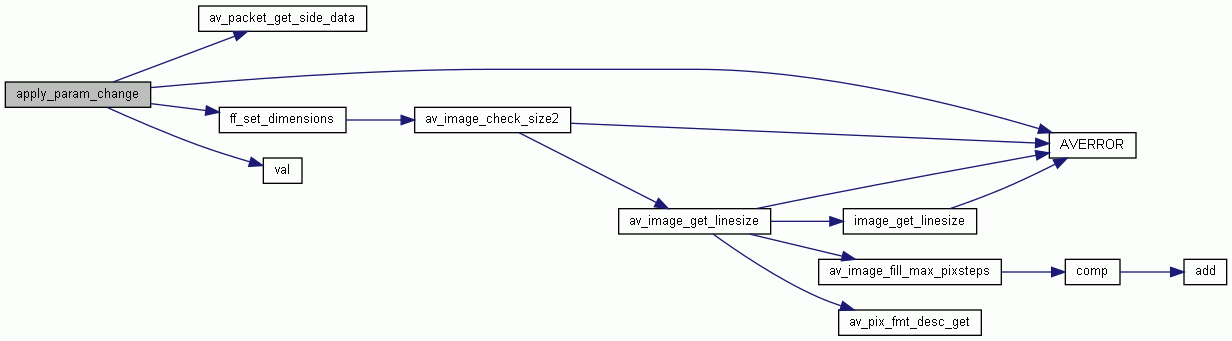 av_packet_get_side_data
apply_param_change
ff_set_dimensions
av_image_check_size2
AVERROR
val
av_image_get_linesize
image_get_linesize
av_image_fill_max_pixsteps
comp
add
av_pix_fmt_desc_get